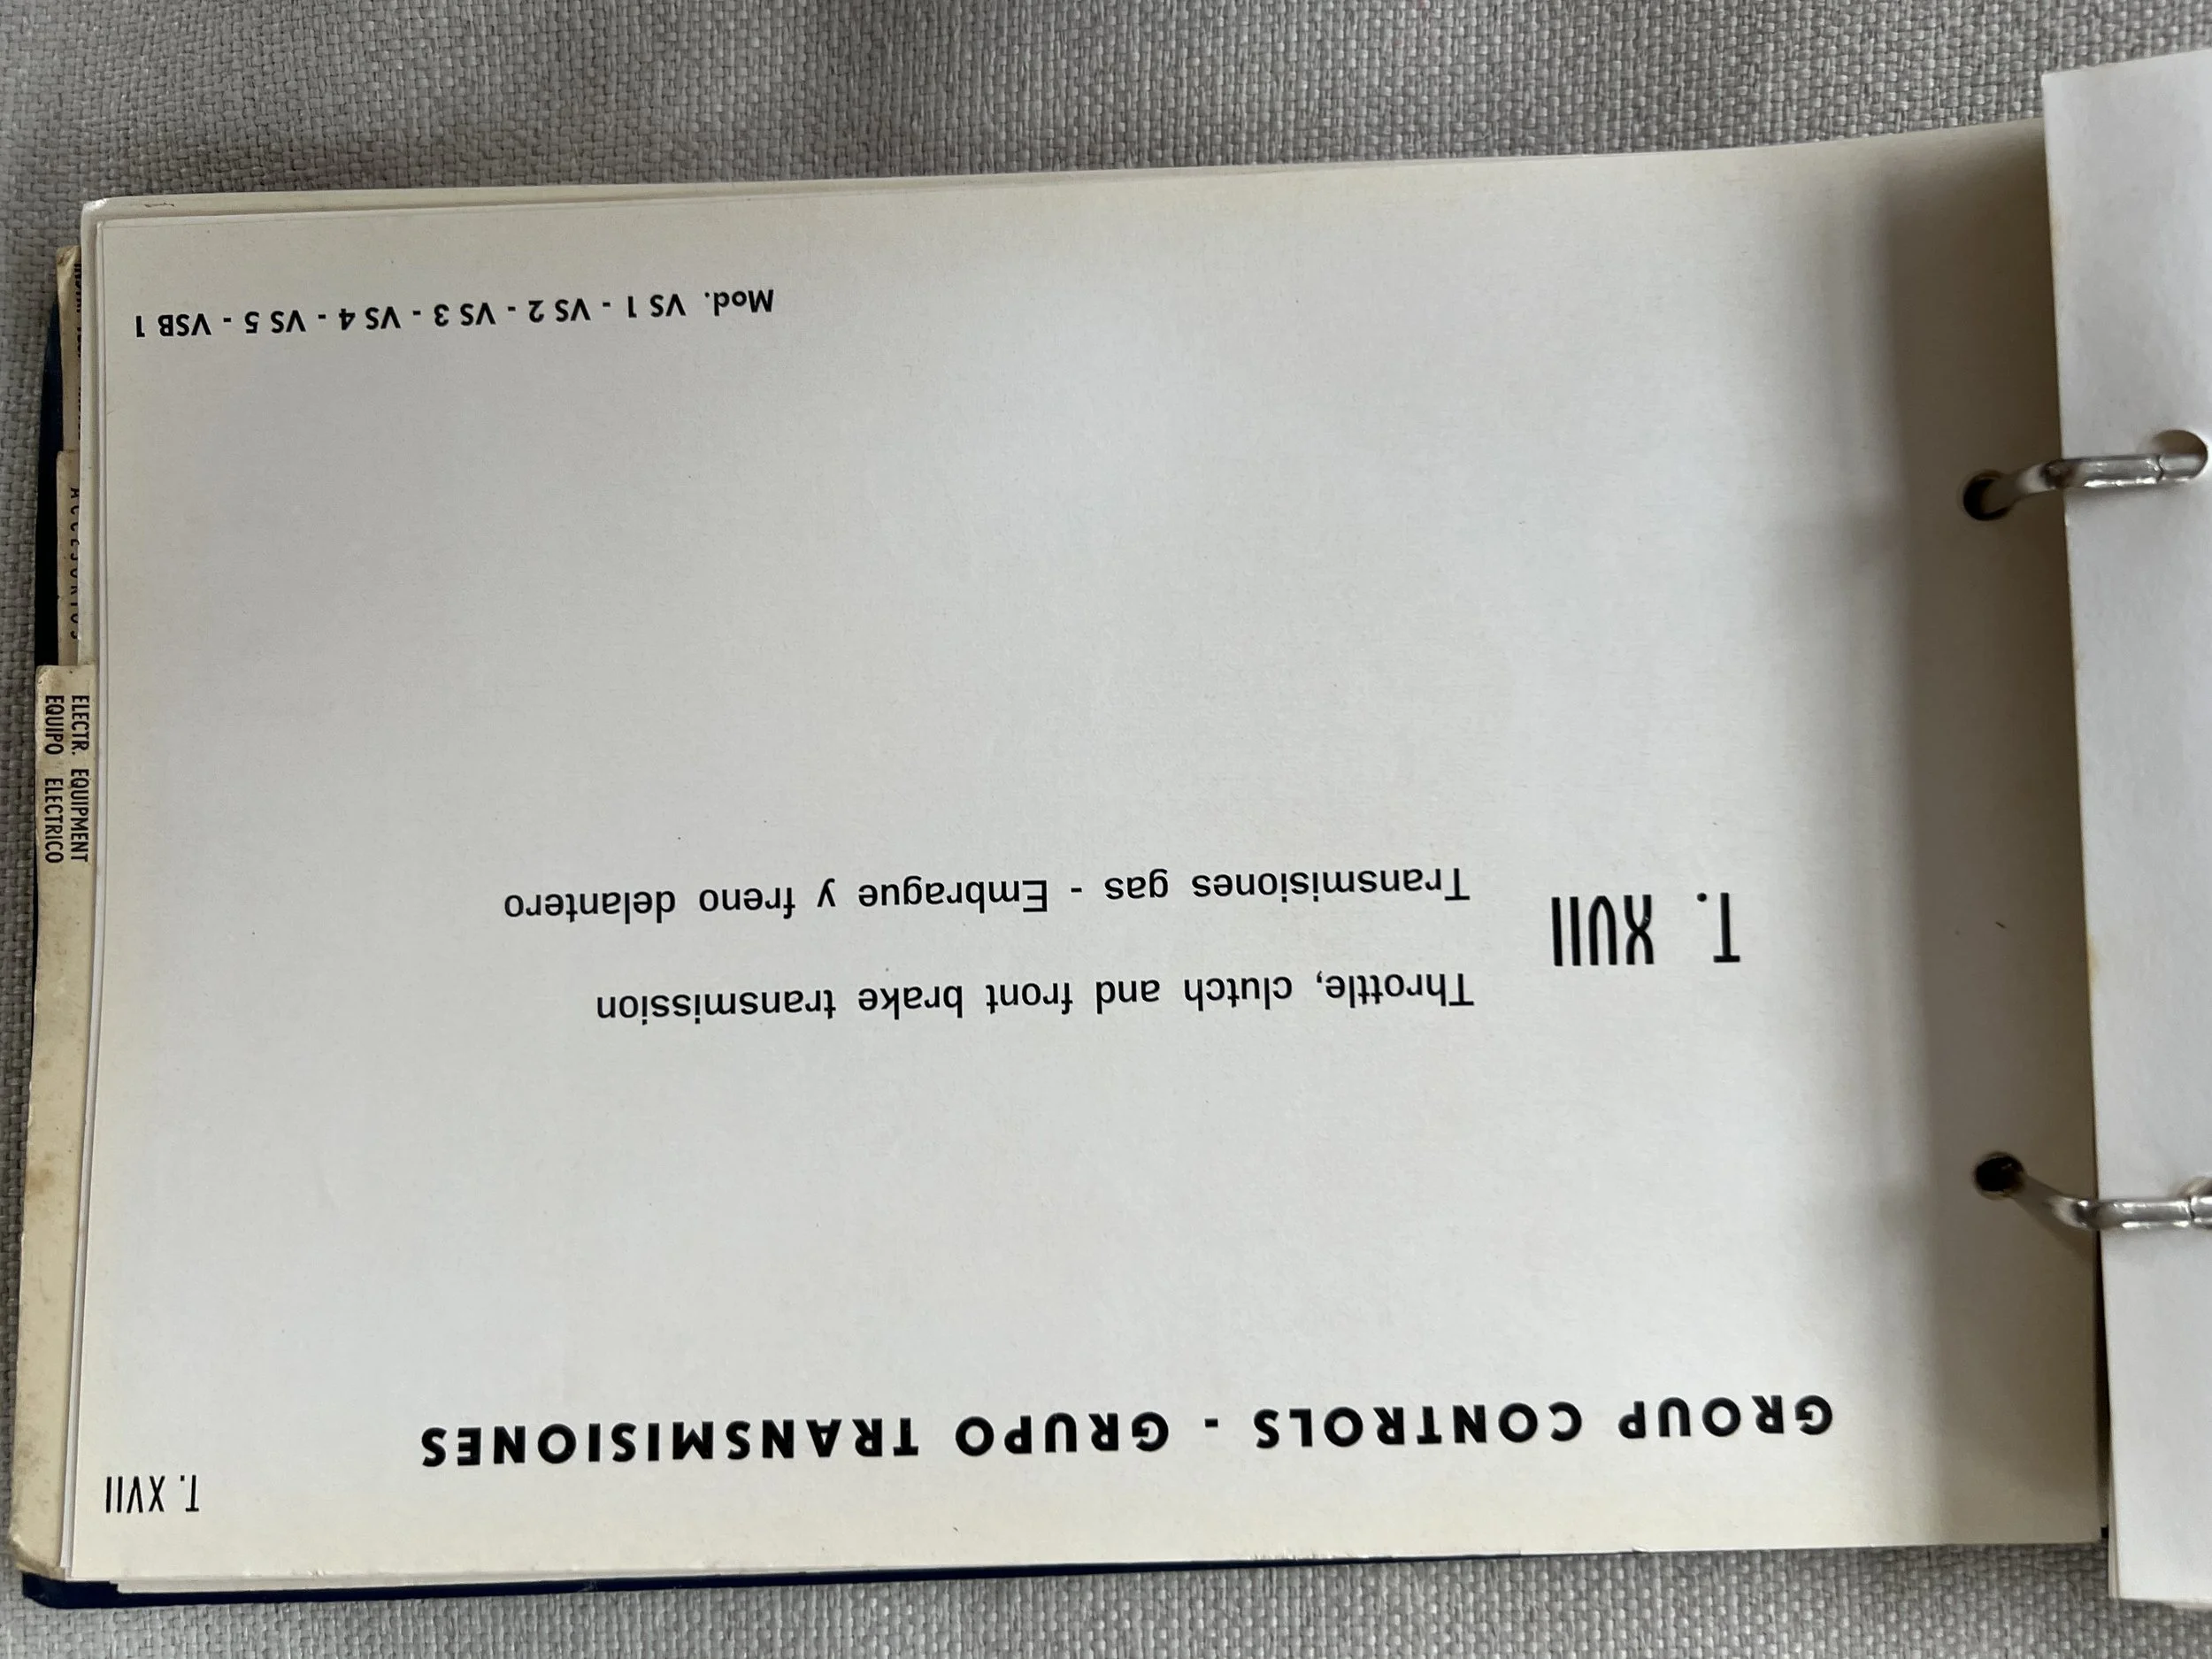 T. XVII
GROUP CONTROLS - GRUPO TRANSMISIONES
T. XVII
Throttle, clutch and front brake transmission
Transmisiones gas - Embrague y freno delantero
Mod. VS 1 - VS 2 - VS 3 - VS 4 - VS 5 - VSB 1
ELECTR. EQUIPMENT
EQUIPO ELECTRICO
ACCESORIOS